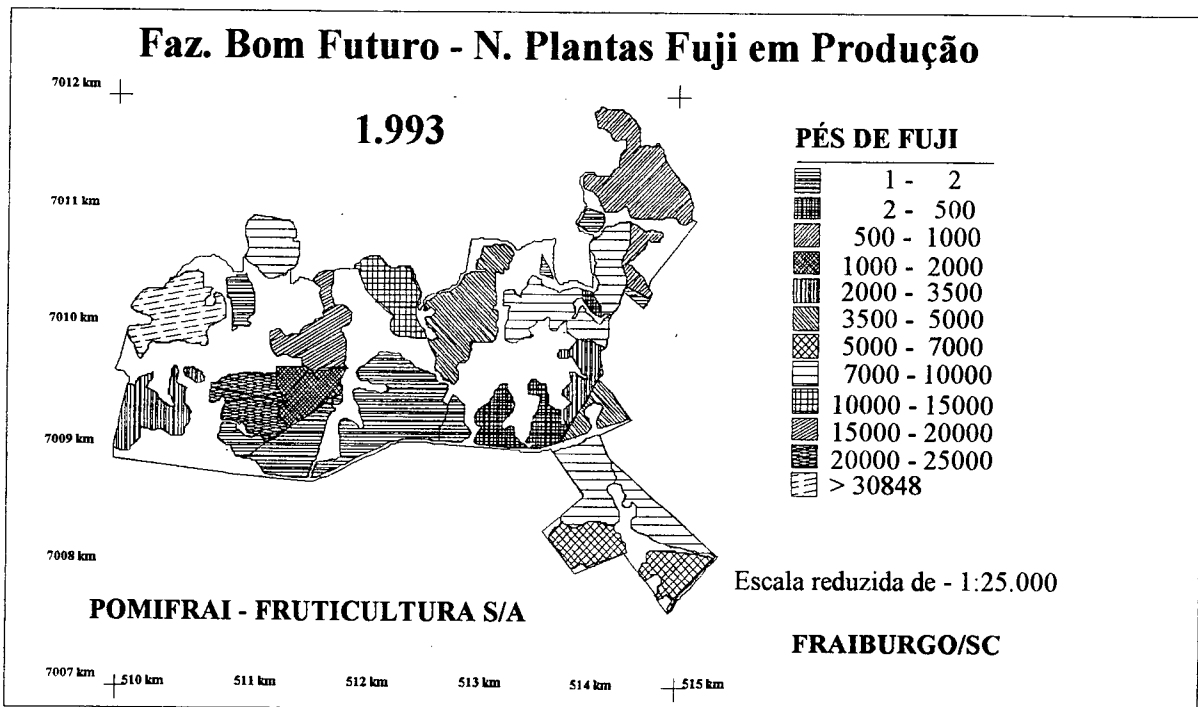 Faz. Bom Futuro - N. Plantas Fuji em Produção
7012 km
1.993
PÉS DE FUJI
1 - 2
2 - 500
500 - 1000
1000 - 2000
2000 - 3500
3500 - 5000
5000 - 7000
7000 - 10000
10000 - 15000
15000 - 20000
20000 - 25000
> 30848
7011 km
7010 km
7009 km
7008 km
Escala reduzida de - 1:25.000
POMIFRAI - FRUTICULTURA S/A
FRAIBURGO/SC
7007 km
510 km 511 km 512 km 513 km 514 km 515 km